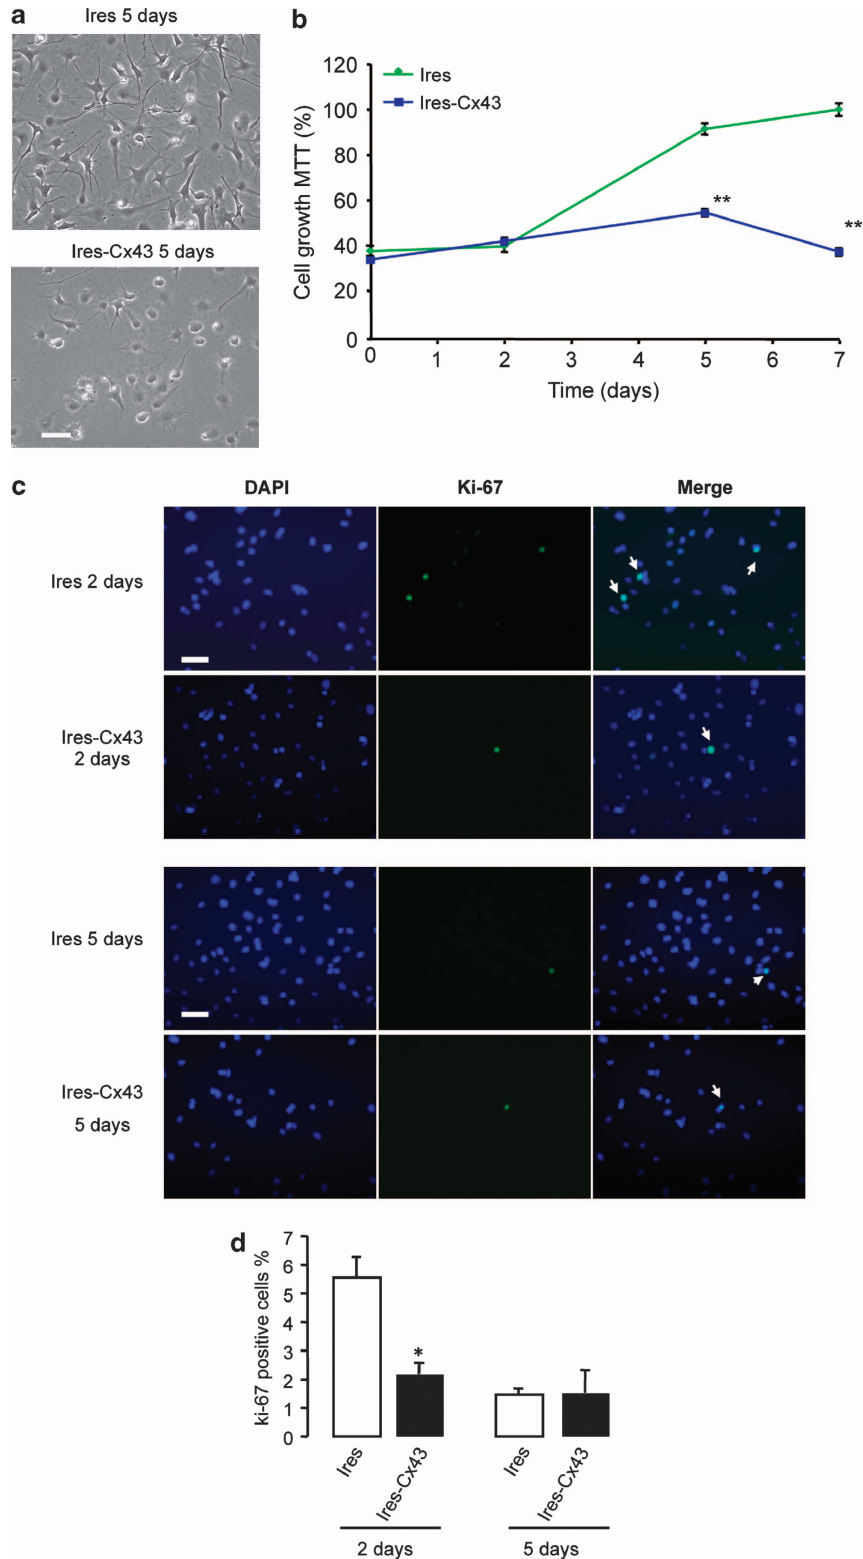 a
Ires 5 days
Ires-Cx43 5 days
b
120
100
80
60
40
20
0
Cell growth MTT (%)
Ires
Ires-Cx43
**
**
0 1 2 3 4 5 6 7
Time (days)
c
DAPI Ki-67 Merge
Ires 2 days
Ires-Cx43
2 days
Ires 5 days
Ires-Cx43
5 days
d
7
6
5
4
3
2
1
0
ki-67 positive cells %
*
Ires
Ires-Cx43
Ires
Ires-Cx43
2 days 5 days